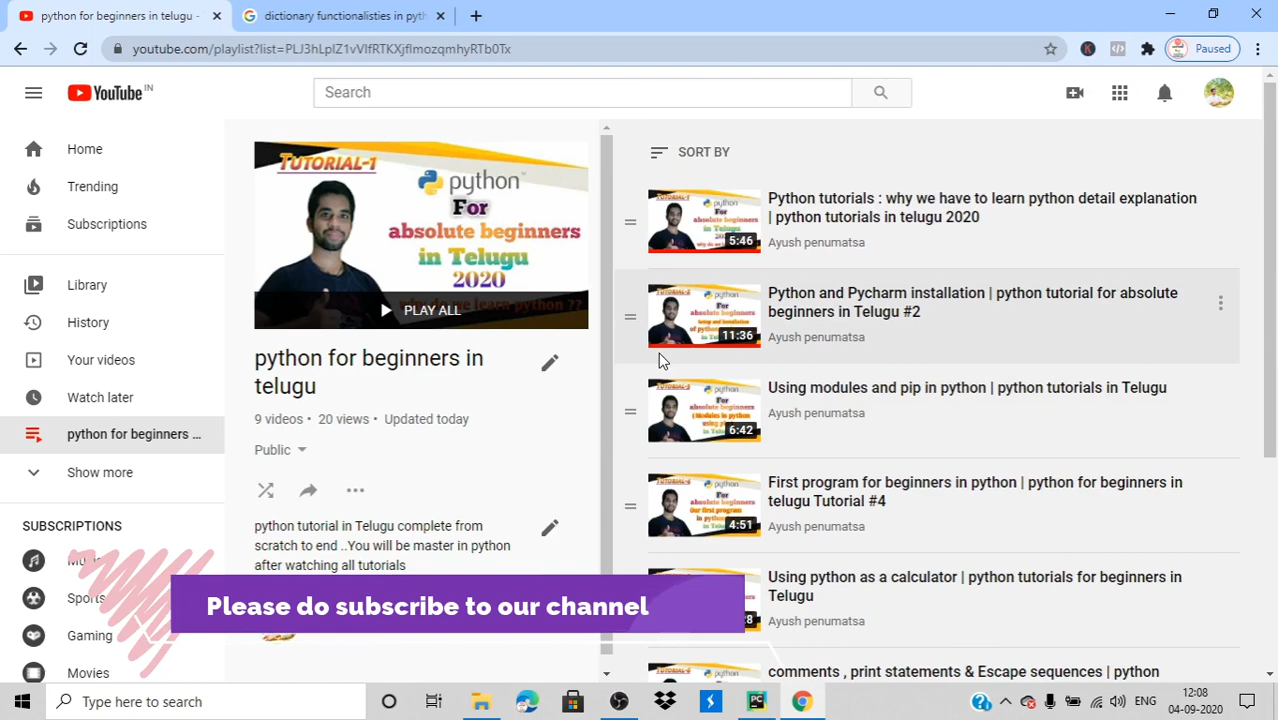 python for beginners in telugu -
dictionary functionalities in pyth
youtube.com/playlist?list=PLJ3hLpIZ1vVlfRTKXjflmozqmhyRTb0Tx
Paused
YouTube IN
Search
Home
Trending
Subscriptions
Library
History
Your videos
Watch later
python for beginners ...
Show more
SUBSCRIPTIONS
Sports
Gaming
Movies
TUTORIAL-1
python
For
absolute beginners
in Telugu
2020
why do we learn python ??
PLAY ALL
python for beginners in
telugu
9 videos · 20 views · Updated today
Public
python tutorial in Telugu complete from
scratch to end ..You will be master in python
after watching all tutorials
SORT BY
5:46
Python tutorials : why we have to learn python detail explanation
| python tutorials in telugu 2020
Ayush penumatsa
11:36
Python and Pycharm installation | python tutorial for absolute
beginners in Telugu #2
Ayush penumatsa
6:42
Using modules and pip in python | python tutorials in Telugu
Ayush penumatsa
4:51
First program for beginners in python | python for beginners in
telugu Tutorial #4
Ayush penumatsa
Using python as a calculator | python tutorials for beginners in
Telugu
Ayush penumatsa
comments , print statements & Escape sequences | python
Please do subscribe to our channel
Type here to search
ENG
12:08
04-09-2020